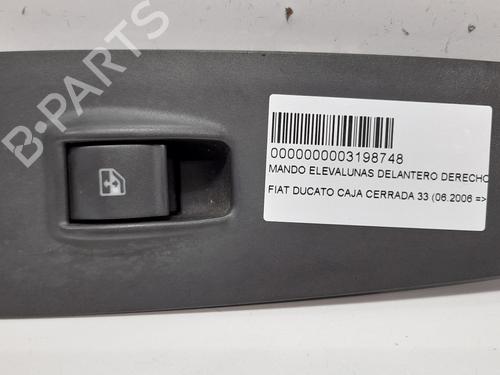 B-PARTS
0000000003198748
MANDO ELEVALUNAS DELANTERO DERECHO
FIAT DUCATO CAJA CERRADA 33 (06.2006 =>